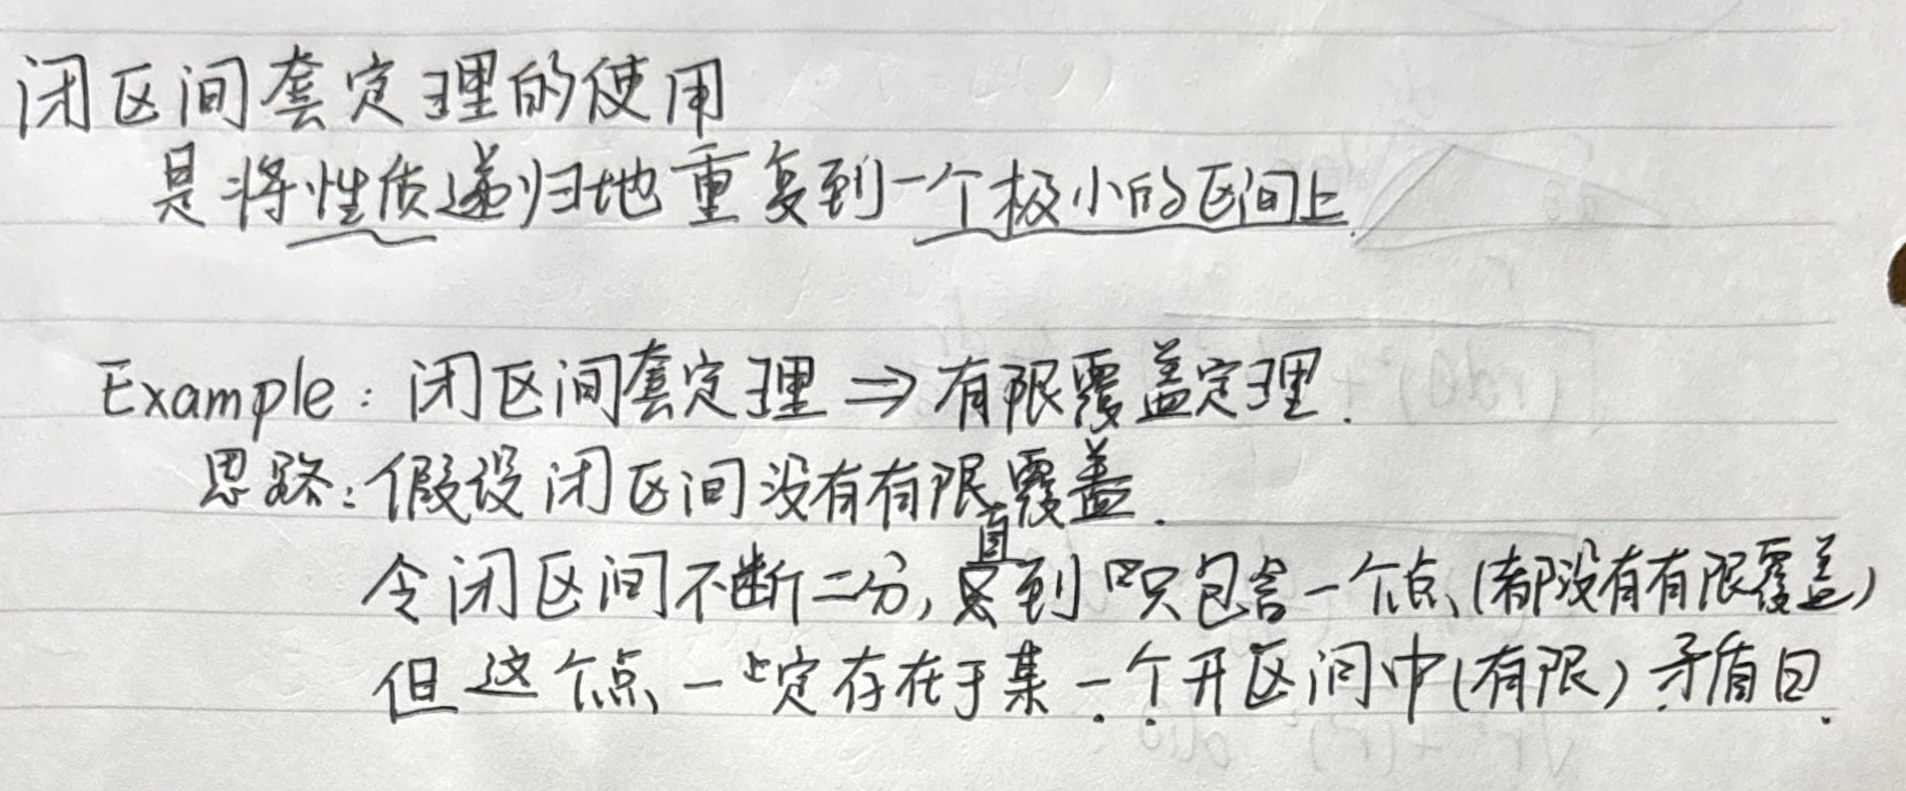 闭区间套定理的使用
是将性质递归地重复到一个极小的区间上.
Example: 闭区间套定理 ⇒ 有限覆盖定理.
思路: 假设闭区间没有有限覆盖.
令闭区间不断二分, 直到只包含一个点 (都没有有限覆盖)
但这个点一定存在于某一个开区间中(有限) 矛盾.